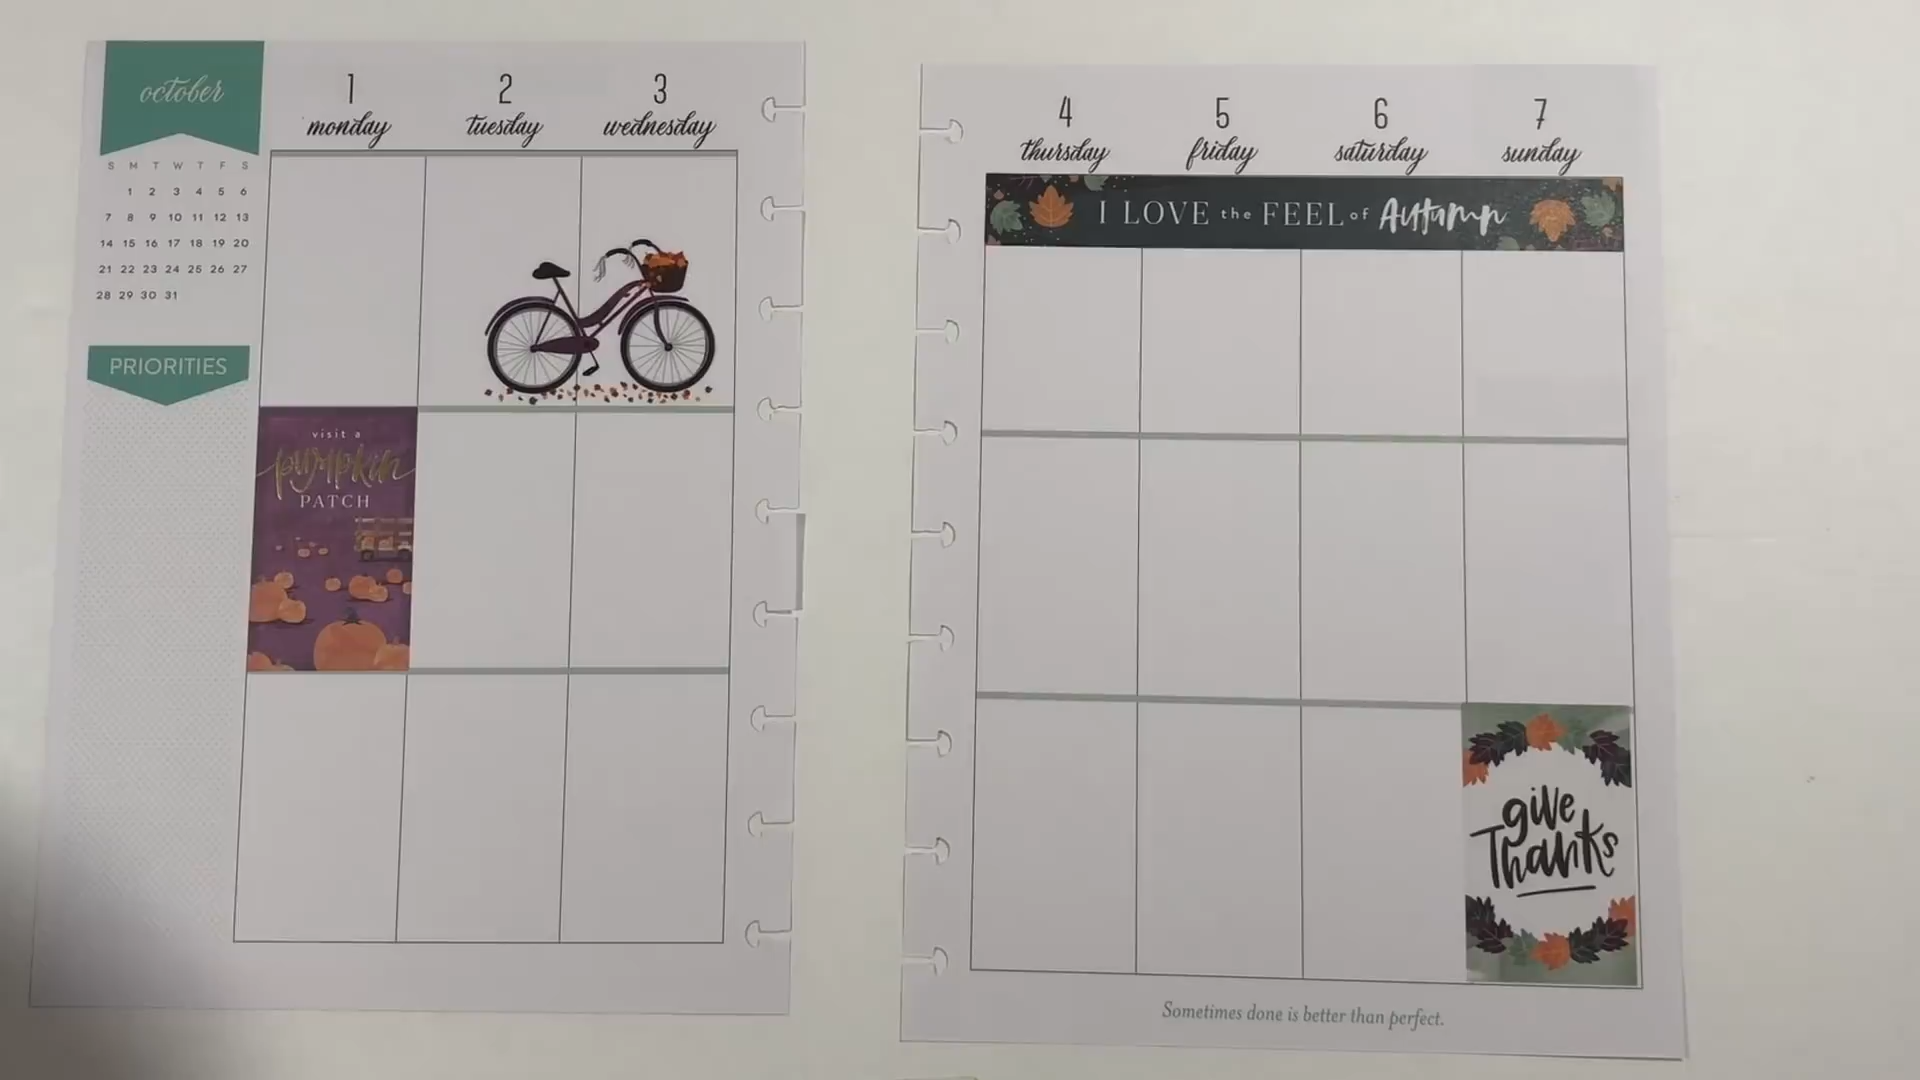 october
S M T W T F S
1 2 3 4 5 6
7 8 9 10 11 12 13
14 15 16 17 18 19 20
21 22 23 24 25 26 27
28 29 30 31
PRIORITIES
1 2 3
monday tuesday wednesday
visit a
pumpkin
PATCH
4 5 6 7
thursday friday saturday sunday
I LOVE the FEEL of Autumn
give
Thanks
Sometimes done is better than perfect.